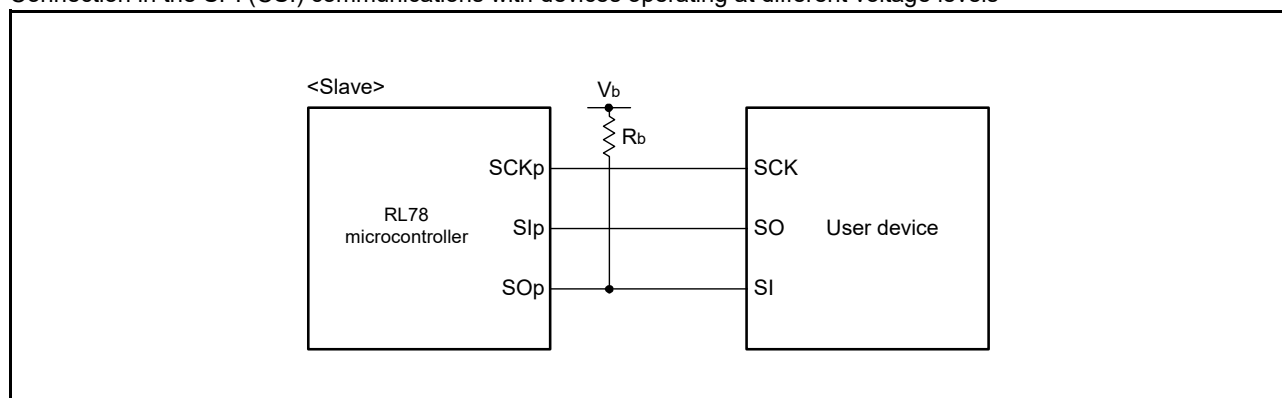 Connection in the SPI (CSI) communications with devices operating at different voltage levels
<Slave>
Vb
Rb
SCKp
SCK
RL78
microcontroller
SIp
SO
User device
SOp
SI